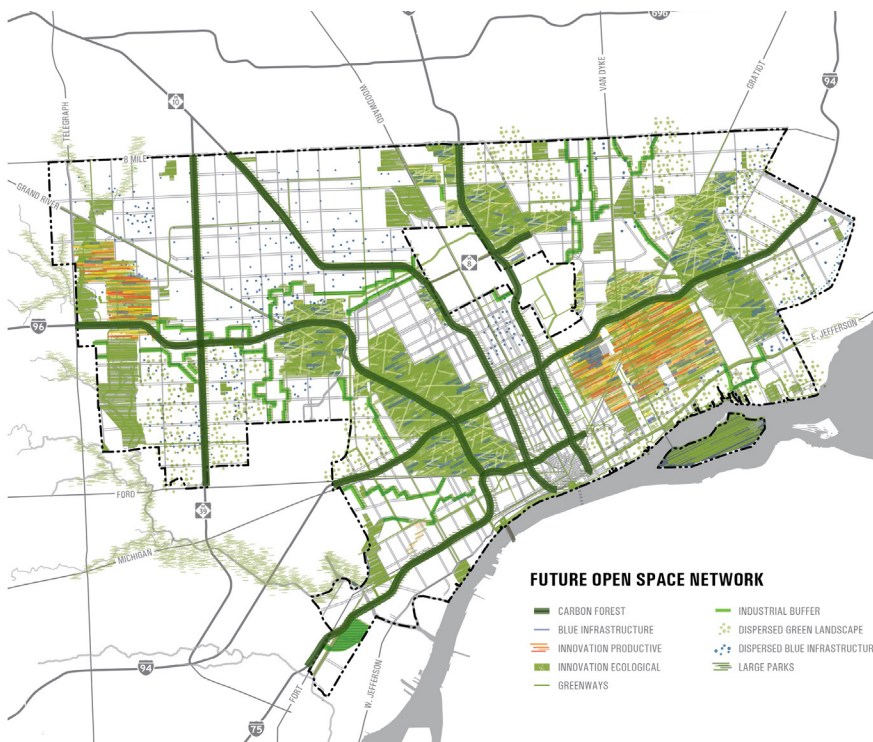 696
10
94
TELEGRAPH
WOODWARD
VAN DYKE
GRATIOT
8 MILE
GRAND RIVER
8
96
E. JEFFERSON
FORD
39
MICHIGAN
94
FORT
W. JEFFERSON
75
FUTURE OPEN SPACE NETWORK
CARBON FOREST
BLUE INFRASTRUCTURE
INNOVATION PRODUCTIVE
INNOVATION ECOLOGICAL
GREENWAYS
INDUSTRIAL BUFFER
DISPERSED GREEN LANDSCAPE
DISPERSED BLUE INFRASTRUCTUR
LARGE PARKS